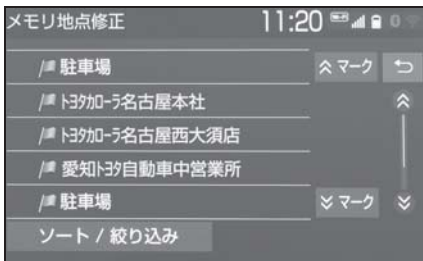 メモリ地点修正 11:20
駐車場 マーク
トヨタカローラ名古屋本社
トヨタカローラ名古屋西大須店
愛知トヨタ自動車中営業所
駐車場 マーク
ソート / 絞り込み